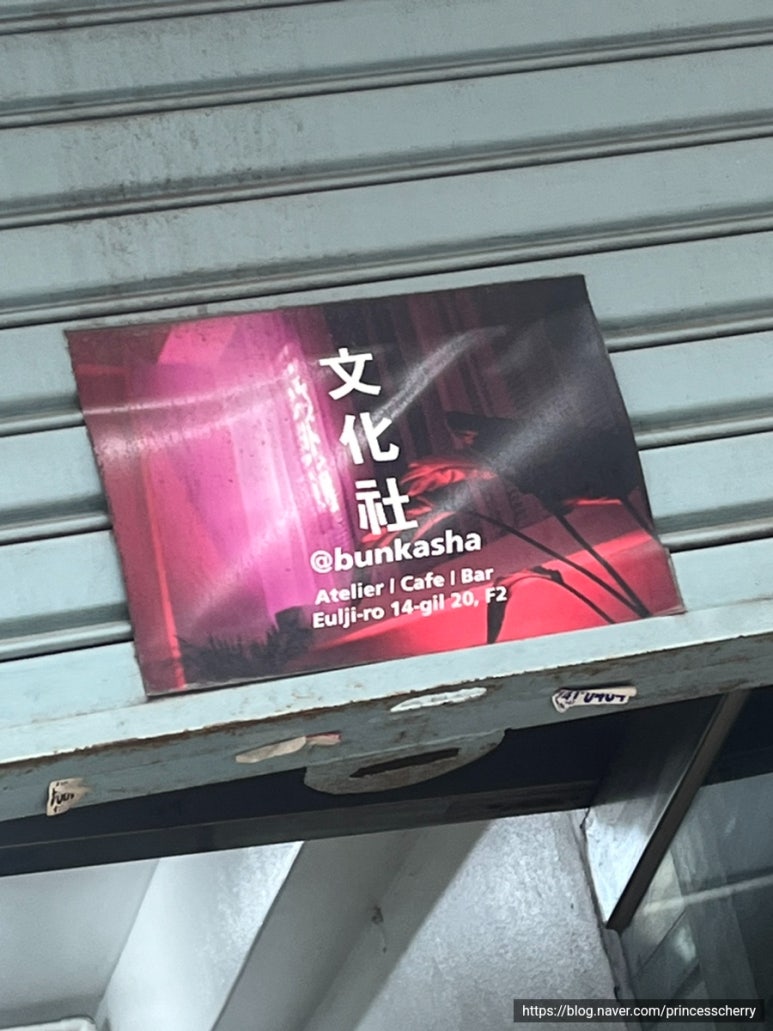 文化社
@bunkasha
Atelier | Cafe | Bar
Eulji-ro 14-gil 20, F2
https://blog.naver.com/princesscherry